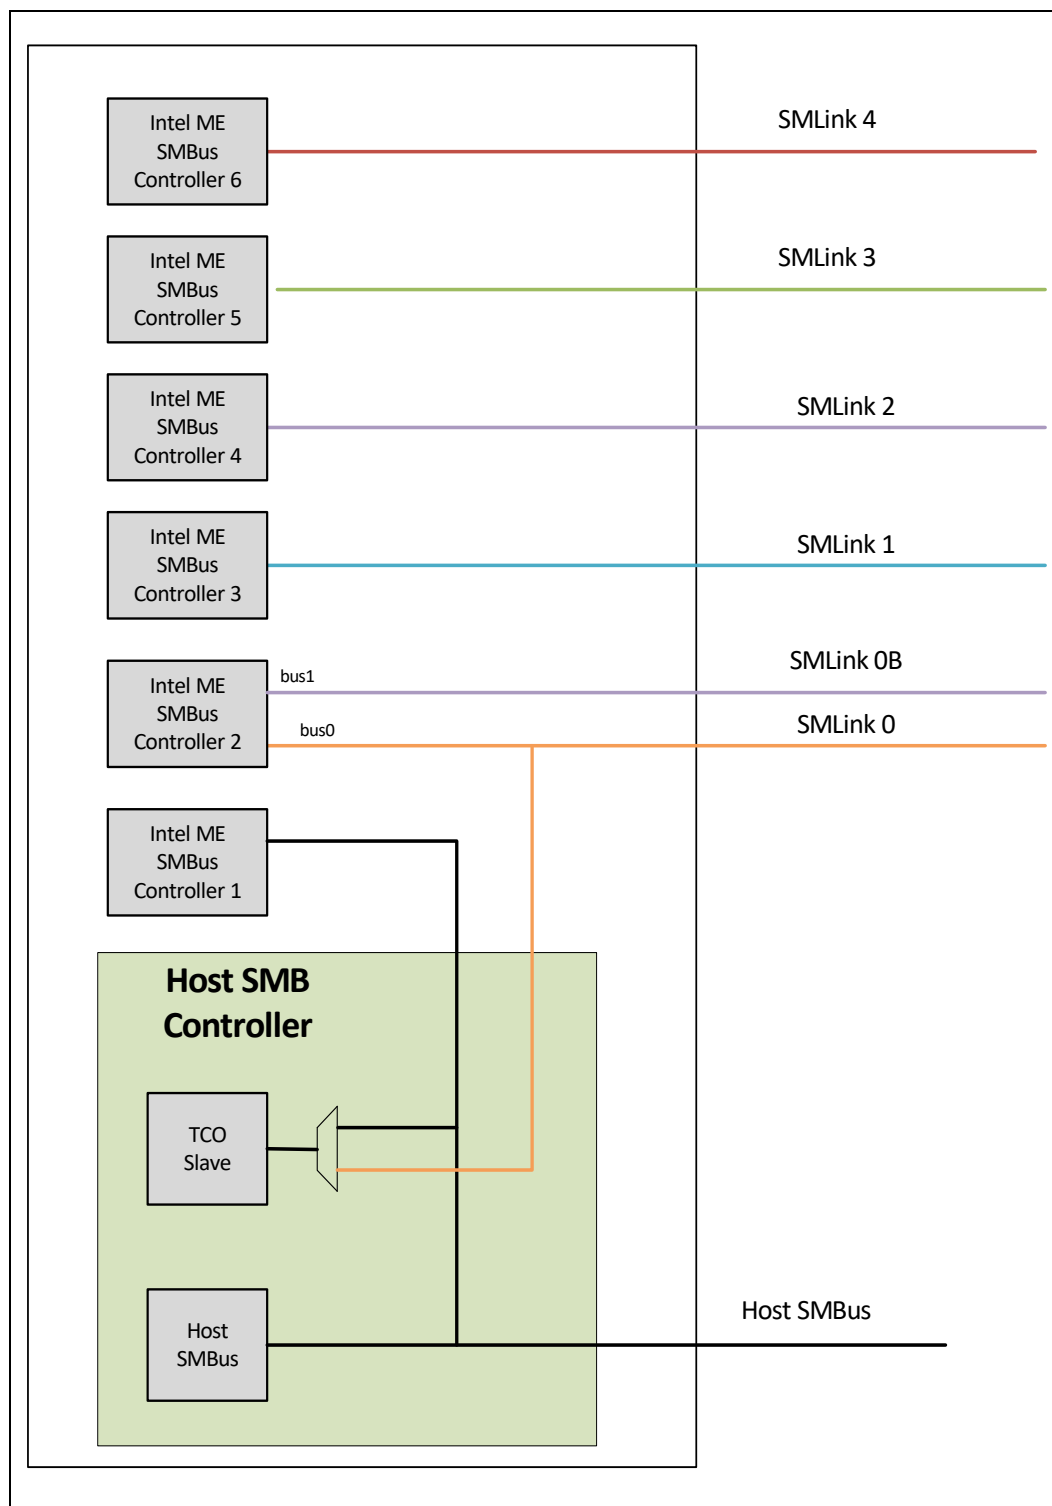 Intel ME
SMBus
Controller 6
SMLink 4
Intel ME
SMBus
Controller 5
SMLink 3
Intel ME
SMBus
Controller 4
SMLink 2
Intel ME
SMBus
Controller 3
SMLink 1
Intel ME
SMBus
Controller 2
bus1
SMLink 0B
bus0
SMLink 0
Intel ME
SMBus
Controller 1
Host SMB
Controller
TCO
Slave
Host
SMBus
Host SMBus